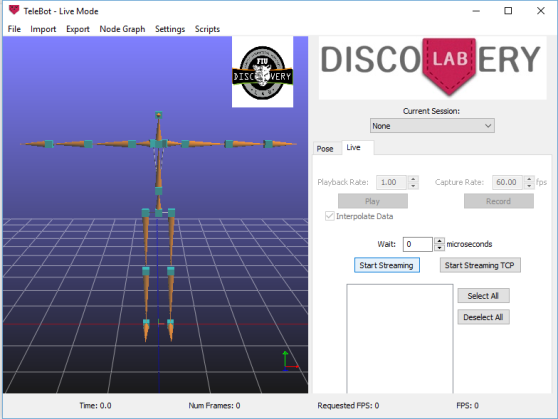 TeleBot - Live Mode
File Import Export Node Graph Settings Scripts
FIU
DISCOVERY
LAB
DISCO LAB ERY
Current Session:
None
Pose Live
Playback Rate: 1.00 Capture Rate: 60.00 fps
Play Record
Interpolate Data
Wait: 0 microseconds
Start Streaming Start Streaming TCP
Select All
Deselect All
Time: 0.0 Num Frames: 0 Requested FPS: 0 FPS: 0